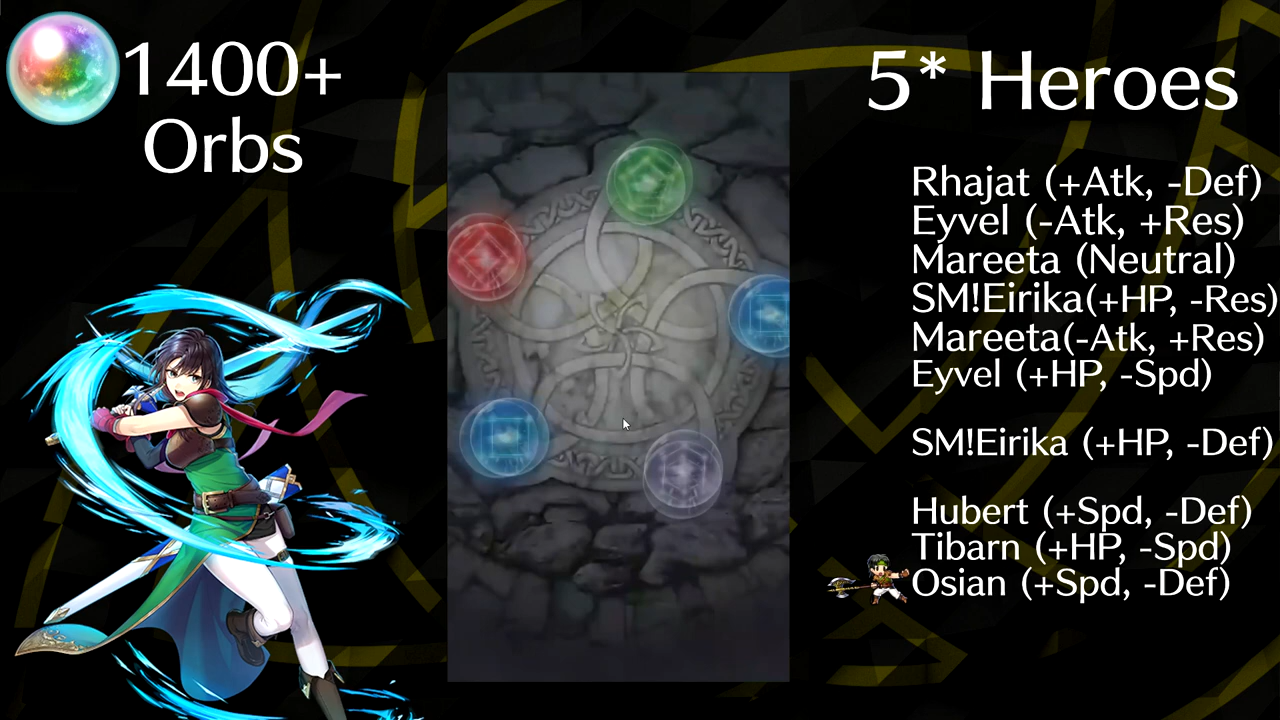 1400+
Orbs
5* Heroes
Rhajat (+Atk, -Def)
Eyvel (-Atk, +Res)
Mareeta (Neutral)
SM!Eirika(+HP, -Res)
Mareeta(-Atk, +Res)
Eyvel (+HP, -Spd)
SM!Eirika (+HP, -Def)
Hubert (+Spd, -Def)
Tibarn (+HP, -Spd)
Osian (+Spd, -Def)